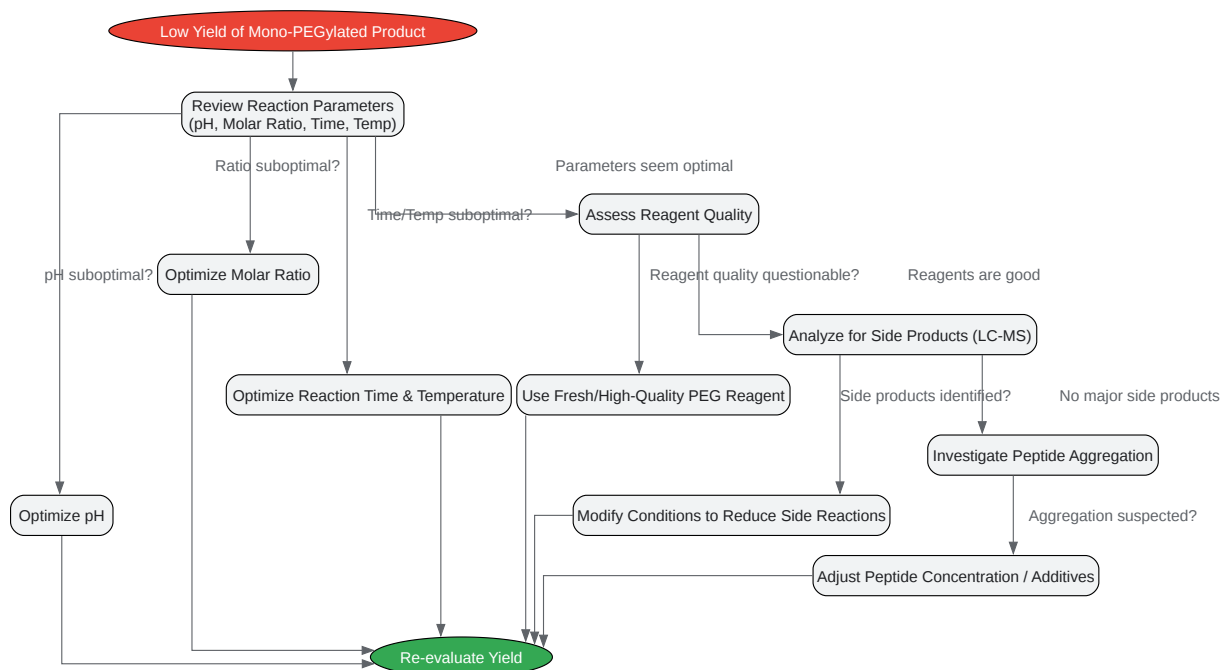 Low Yield of Mono-PEGylated Product
Review Reaction Parameters
(pH, Molar Ratio, Time, Temp)
Ratio suboptimal?
Parameters seem optimal
Time/Temp suboptimal?
Assess Reagent Quality
pH suboptimal?
Optimize Molar Ratio
Reagent quality questionable?
Reagents are good
Analyze for Side Products (LC-MS)
Optimize Reaction Time & Temperature
Use Fresh/High-Quality PEG Reagent
Side products identified?
No major side products
Investigate Peptide Aggregation
Optimize pH
Modify Conditions to Reduce Side Reactions
Aggregation suspected?
Adjust Peptide Concentration / Additives
Re-evaluate Yield